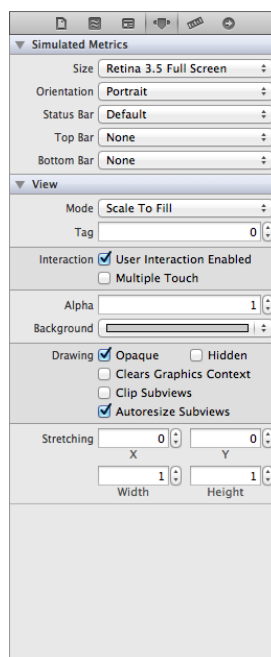 Simulated Metrics
Size Retina 3.5 Full Screen
Orientation Portrait
Status Bar Default
Top Bar None
Bottom Bar None
View
Mode Scale To Fill
Tag 0
Interaction User Interaction Enabled
Multiple Touch
Alpha 1
Background
Drawing Opaque Hidden
Clears Graphics Context
Clip Subviews
Autoresize Subviews
Stretching 0 0
X Y
1 1
Width Height